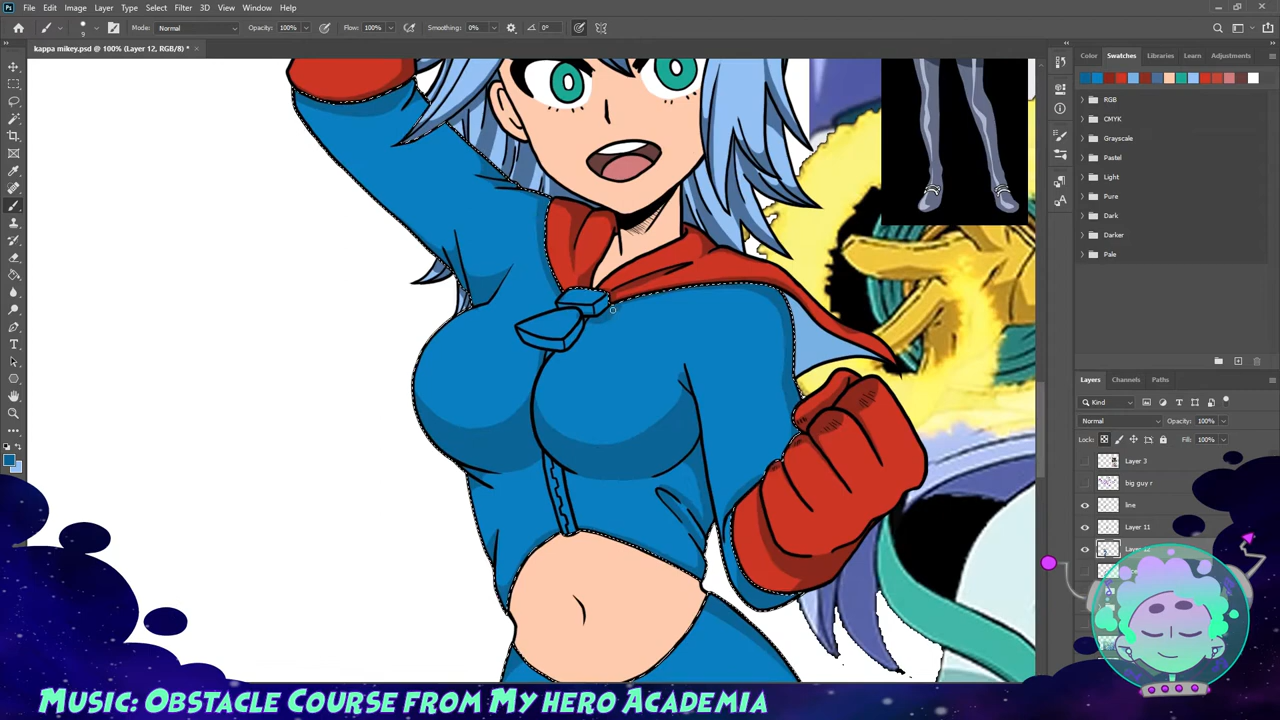 File Edit Image Layer Type Select Filter 3D View Window Help
9 Mode: Normal Opacity: 100% Flow: 100% Smoothing: 0% 0°
kappa mikey.psd @ 100% (Layer 12, RGB/8) *
Color Swatches Libraries Learn Adjustments
RGB
CMYK
Grayscale
Pastel
Light
Pure
Dark
Darker
Pale
Layers Channels Paths
Kind
Normal Opacity: 100%
Lock: Fill: 100%
Layer 3
big guy r
line
Layer 11
Music: Obstacle Course from My hero Academia